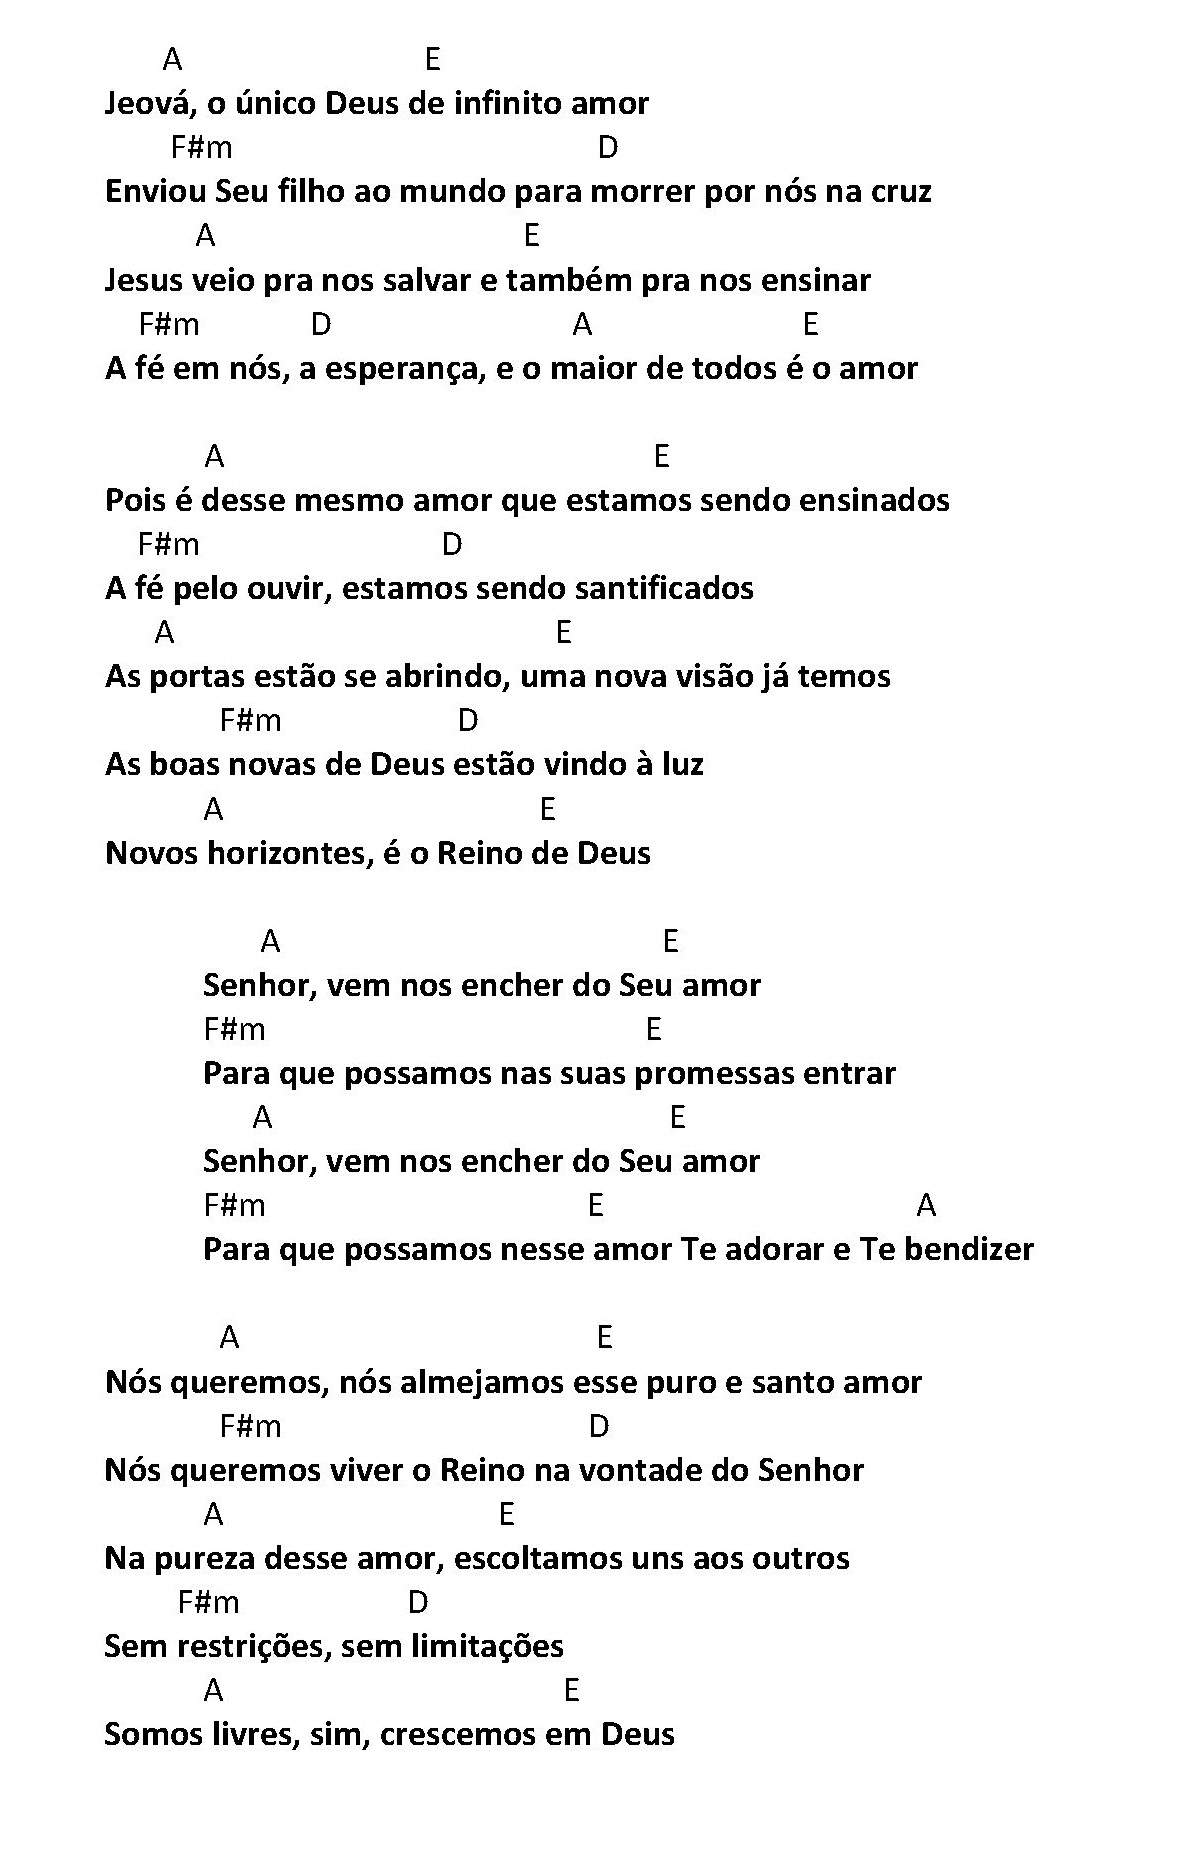 A E
Jeová, o único Deus de infinito amor
F#m D
Enviou Seu filho ao mundo para morrer por nós na cruz
A E
Jesus veio pra nos salvar e também pra nos ensinar
F#m D A E
A fé em nós, a esperança, e o maior de todos é o amor
A E
Pois é desse mesmo amor que estamos sendo ensinados
F#m D
A fé pelo ouvir, estamos sendo santificados
A E
As portas estão se abrindo, uma nova visão já temos
F#m D
As boas novas de Deus estão vindo à luz
A E
Novos horizontes, é o Reino de Deus
A E
Senhor, vem nos encher do Seu amor
F#m E
Para que possamos nas suas promessas entrar
A E
Senhor, vem nos encher do Seu amor
F#m E A
Para que possamos nesse amor Te adorar e Te bendizer
A E
Nós queremos, nós almejamos esse puro e santo amor
F#m D
Nós queremos viver o Reino na vontade do Senhor
A E
Na pureza desse amor, escoltamos uns aos outros
F#m D
Sem restrições, sem limitações
A E
Somos livres, sim, crescemos em Deus